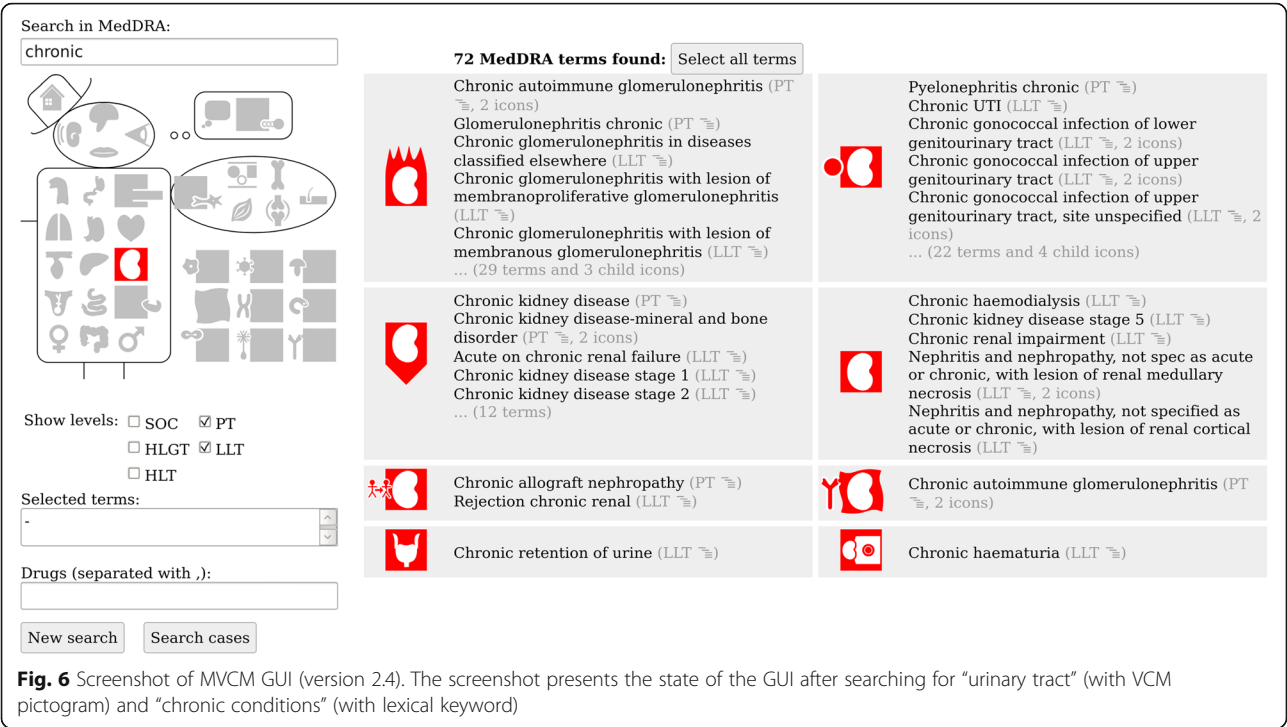 Search in MedDRA:
chronic
72 MedDRA terms found: Select all terms
Chronic autoimmune glomerulonephritis (PT
, 2 icons)
Glomerulonephritis chronic (PT )
Chronic glomerulonephritis in diseases
classified elsewhere (LLT )
Chronic glomerulonephritis with lesion of
membranoproliferative glomerulonephritis
(LLT )
Chronic glomerulonephritis with lesion of
membranous glomerulonephritis (LLT )
... (29 terms and 3 child icons)
Pyelonephritis chronic (PT )
Chronic UTI (LLT )
Chronic gonococcal infection of lower
genitourinary tract (LLT , 2 icons)
Chronic gonococcal infection of upper
genitourinary tract (LLT , 2 icons)
Chronic gonococcal infection of upper
genitourinary tract, site unspecified (LLT , 2
icons)
... (22 terms and 4 child icons)
Chronic kidney disease (PT )
Chronic kidney disease-mineral and bone
disorder (PT , 2 icons)
Acute on chronic renal failure (LLT )
Chronic kidney disease stage 1 (LLT )
Chronic kidney disease stage 2 (LLT )
... (12 terms)
Chronic haemodialysis (LLT )
Chronic kidney disease stage 5 (LLT )
Chronic renal impairment (LLT )
Nephritis and nephropathy, not spec as acute
or chronic, with lesion of renal medullary
necrosis (LLT , 2 icons)
Nephritis and nephropathy, not specified as
acute or chronic, with lesion of renal cortical
necrosis (LLT )
Chronic allograft nephropathy (PT )
Rejection chronic renal (LLT )
Chronic autoimmune glomerulonephritis (PT
, 2 icons)
Chronic retention of urine (LLT )
Chronic haematuria (LLT )
Show levels: SOC PT
HLGT LLT
HLT
Selected terms:
-
Drugs (separated with ,):
New search Search cases
Fig. 6 Screenshot of MVCM GUI (version 2.4). The screenshot presents the state of the GUI after searching for “urinary tract” (with VCM
pictogram) and “chronic conditions” (with lexical keyword)